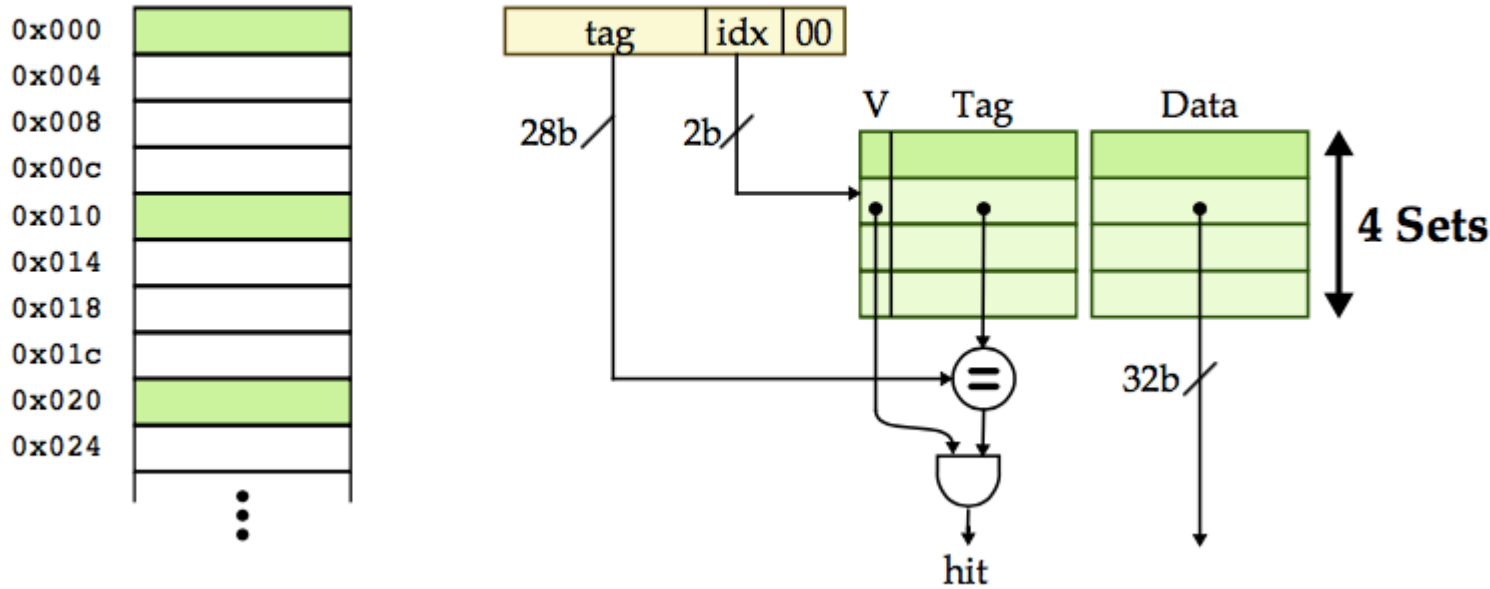 0x000
0x004
0x008
0x00c
0x010
0x014
0x018
0x01c
0x020
0x024
tag idx 00
28b 2b
V Tag Data
4 Sets
=
32b
hit